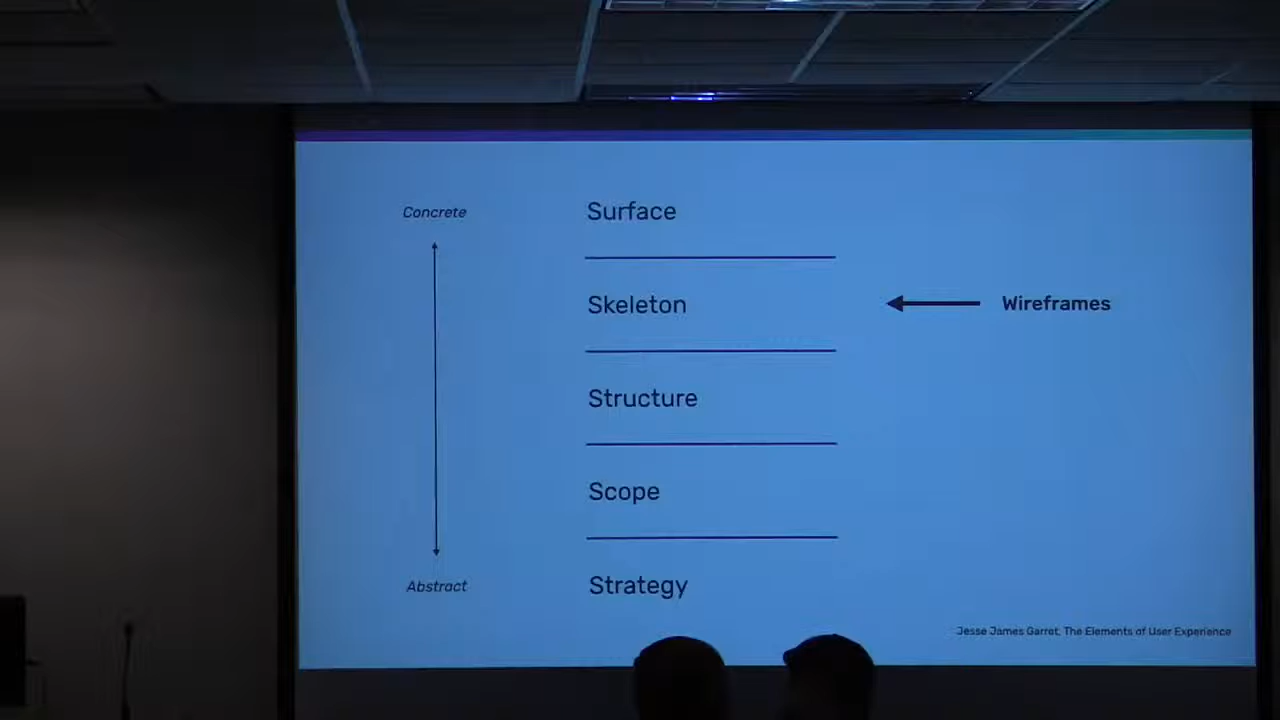 Concrete
Surface
Skeleton
Wireframes
Structure
Scope
Abstract
Strategy
Jesse James Garret, The Elements of User Experience